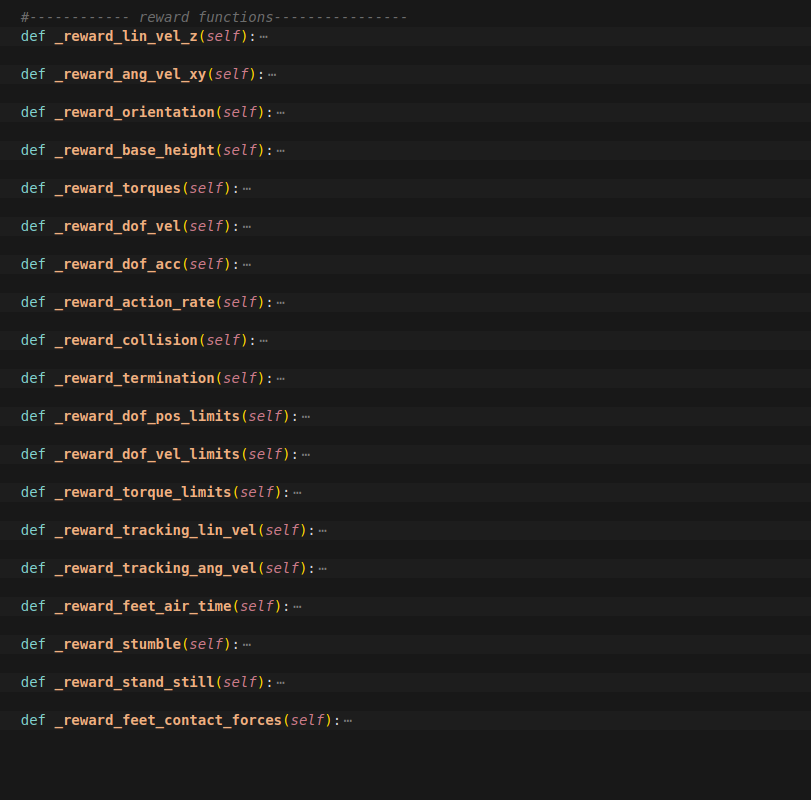 #------------ reward functions----------------
def _reward_lin_vel_z(self):…
def _reward_ang_vel_xy(self):…
def _reward_orientation(self):…
def _reward_base_height(self):…
def _reward_torques(self):…
def _reward_dof_vel(self):…
def _reward_dof_acc(self):…
def _reward_action_rate(self):…
def _reward_collision(self):…
def _reward_termination(self):…
def _reward_dof_pos_limits(self):…
def _reward_dof_vel_limits(self):…
def _reward_torque_limits(self):…
def _reward_tracking_lin_vel(self):…
def _reward_tracking_ang_vel(self):…
def _reward_feet_air_time(self):…
def _reward_stumble(self):…
def _reward_stand_still(self):…
def _reward_feet_contact_forces(self):…